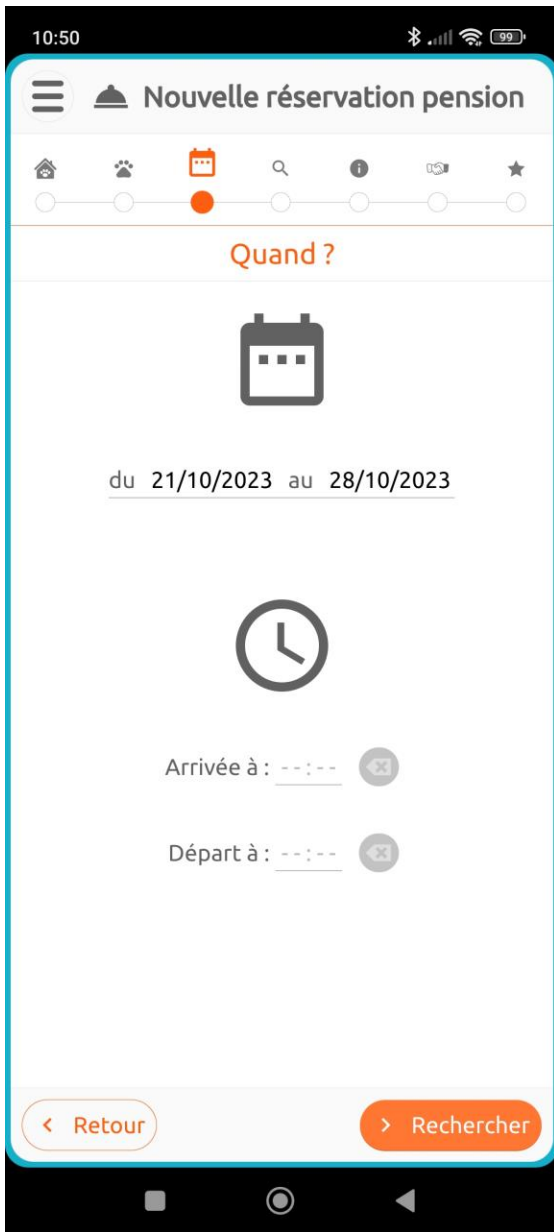 10:50 99
Nouvelle réservation pension
Quand ?
du 21/10/2023 au 28/10/2023
Arrivée à : --:--
Départ à : --:--
Retour Rechercher